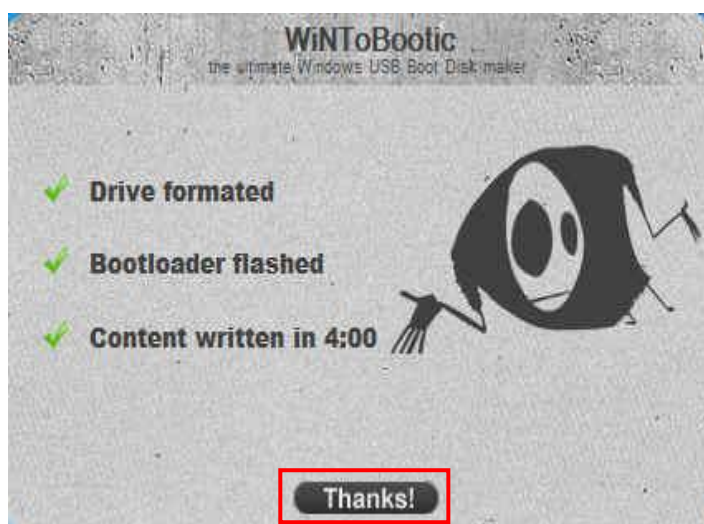 WiNToBootic
the ultimate Windows USB Boot Disk maker
Drive formated
Bootloader flashed
Content written in 4:00
Thanks!